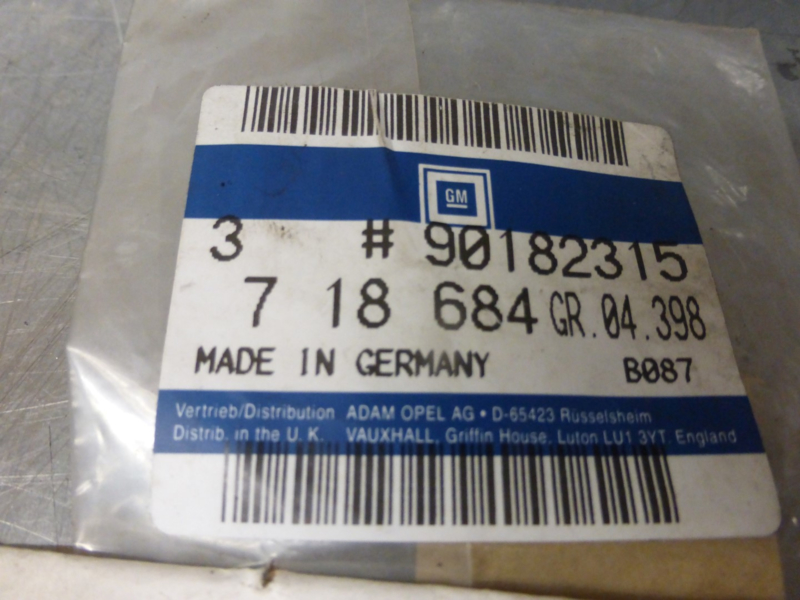 GM
3 # 90182315
7 18 684 GR.04.398
MADE IN GERMANY B087
Vertrieb/Distribution ADAM OPEL AG • D-65423 Rüsselsheim
Distrib. in the U. K. VAUXHALL, Griffin House, Luton LU1 3YT, England